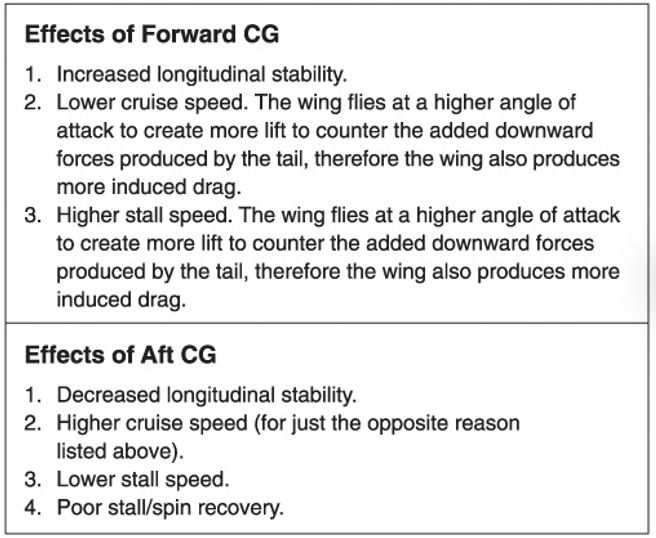 Effects of Forward CG
1. Increased longitudinal stability.
2. Lower cruise speed. The wing flies at a higher angle of
attack to create more lift to counter the added downward
forces produced by the tail, therefore the wing also produces
more induced drag.
3. Higher stall speed. The wing flies at a higher angle of attack
to create more lift to counter the added downward forces
produced by the tail, therefore the wing also produces more
induced drag.
Effects of Aft CG
1. Decreased longitudinal stability.
2. Higher cruise speed (for just the opposite reason
listed above).
3. Lower stall speed.
4. Poor stall/spin recovery.